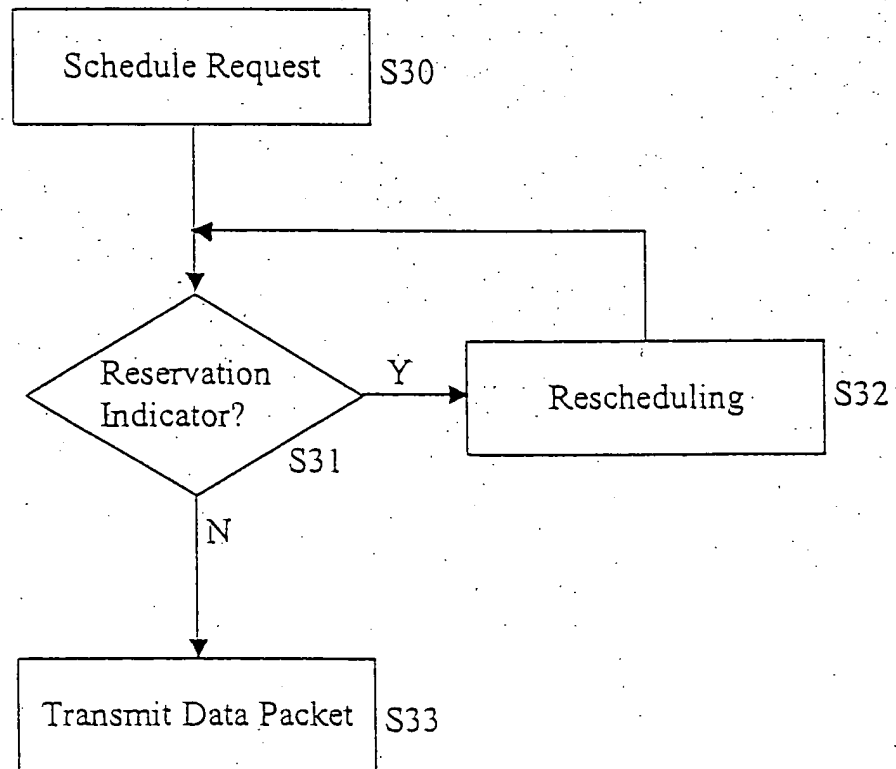 Schedule Request
S30
Reservation
Indicator?
S31
Y
Rescheduling
S32
N
Transmit Data Packet
S33